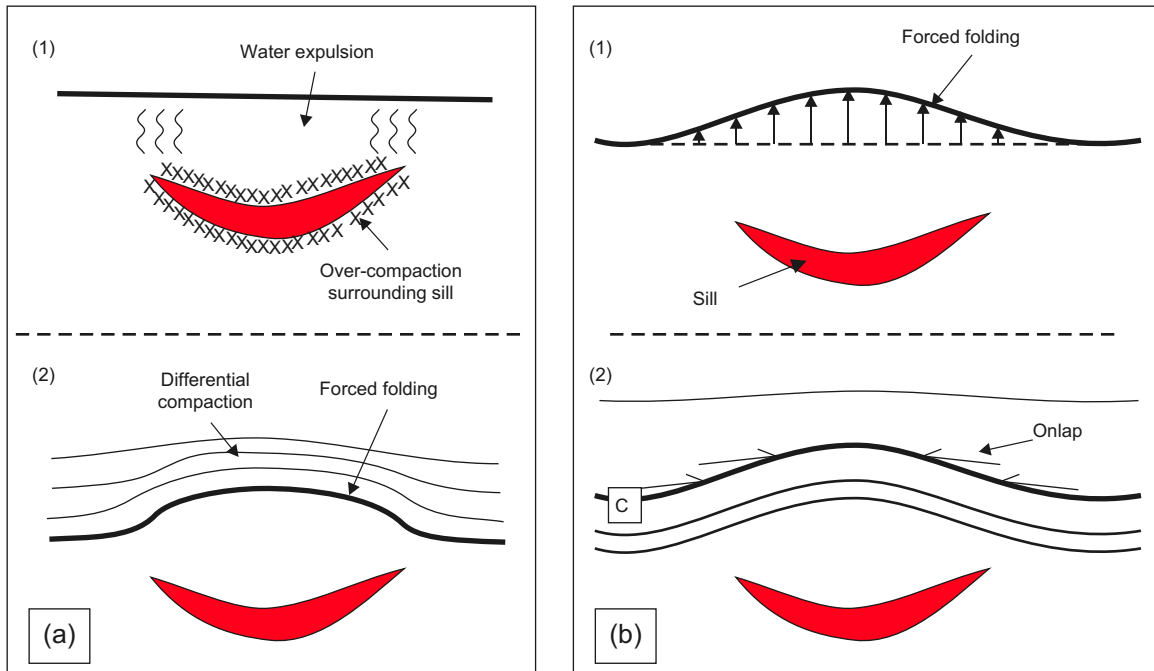 (1)
Water expulsion
Over-compaction
surrounding sill
(2)
Differential
compaction
Forced folding
(a)
(1)
Forced folding
Sill
(2)
Onlap
C
(b)